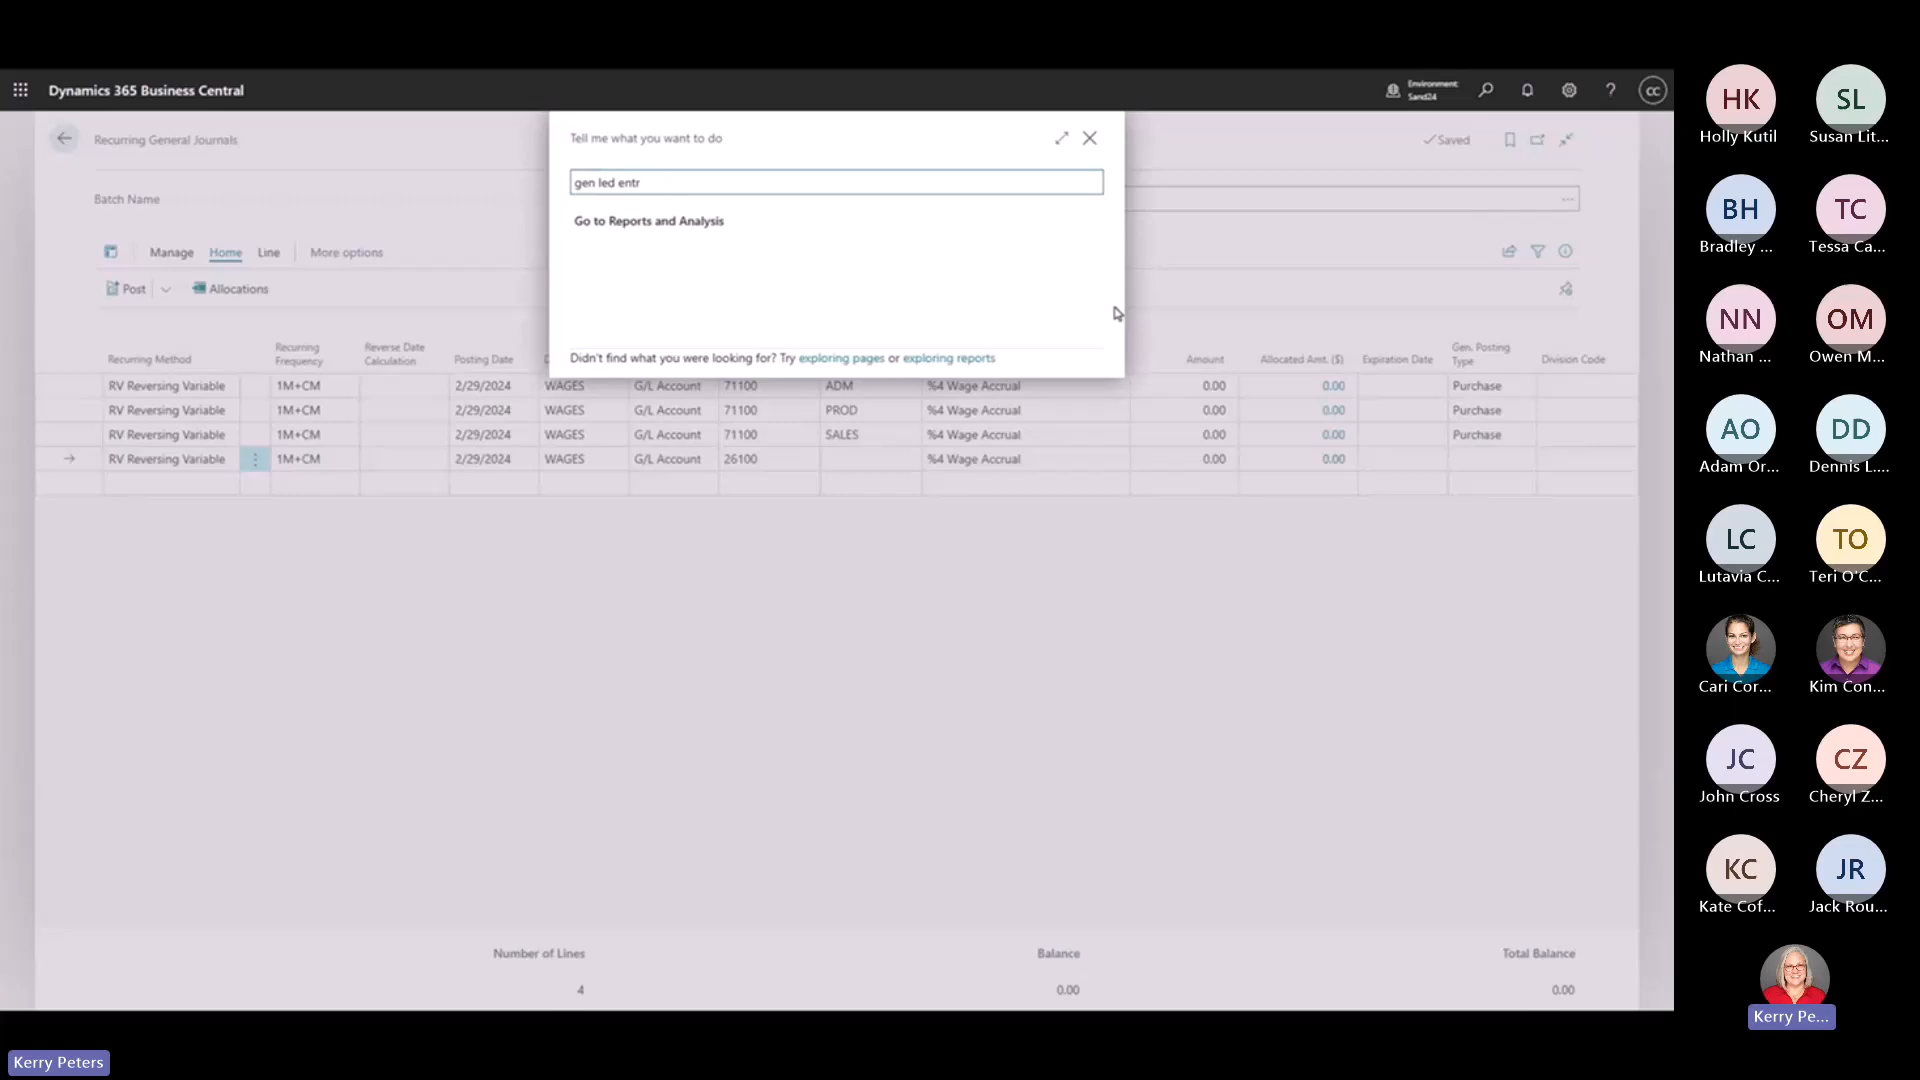 Dynamics 365 Business Central
Environment: Sand24
CC
Recurring General Journals
Saved
Batch Name
Manage Home Line More options
Post Allocations
Tell me what you want to do
gen led entr
Go to Reports and Analysis
Didn't find what you were looking for? Try exploring pages or exploring reports
Recurring Method Recurring Frequency Reverse Date Calculation Posting Date Amount Allocated Amt. ($) Expiration Date Gen. Posting Type Division Code
RV Reversing Variable 1M+CM 2/29/2024 WAGES G/L Account 71100 ADM %4 Wage Accrual 0.00 0.00 Purchase
RV Reversing Variable 1M+CM 2/29/2024 WAGES G/L Account 71100 PROD %4 Wage Accrual 0.00 0.00 Purchase
RV Reversing Variable 1M+CM 2/29/2024 WAGES G/L Account 71100 SALES %4 Wage Accrual 0.00 0.00 Purchase
RV Reversing Variable 1M+CM 2/29/2024 WAGES G/L Account 26100 %4 Wage Accrual 0.00 0.00
Number of Lines Balance Total Balance
4 0.00 0.00
HK SL
Holly Kutil Susan Lit...
BH TC
Bradley ... Tessa Ca...
NN OM
Nathan ... Owen M...
AO DD
Adam Or... Dennis L....
LC TO
Lutavia C... Teri O'C...
Cari Cor... Kim Con...
JC CZ
John Cross Cheryl Z...
KC JR
Kate Cof... Jack Rou...
Kerry Pe...
Kerry Peters